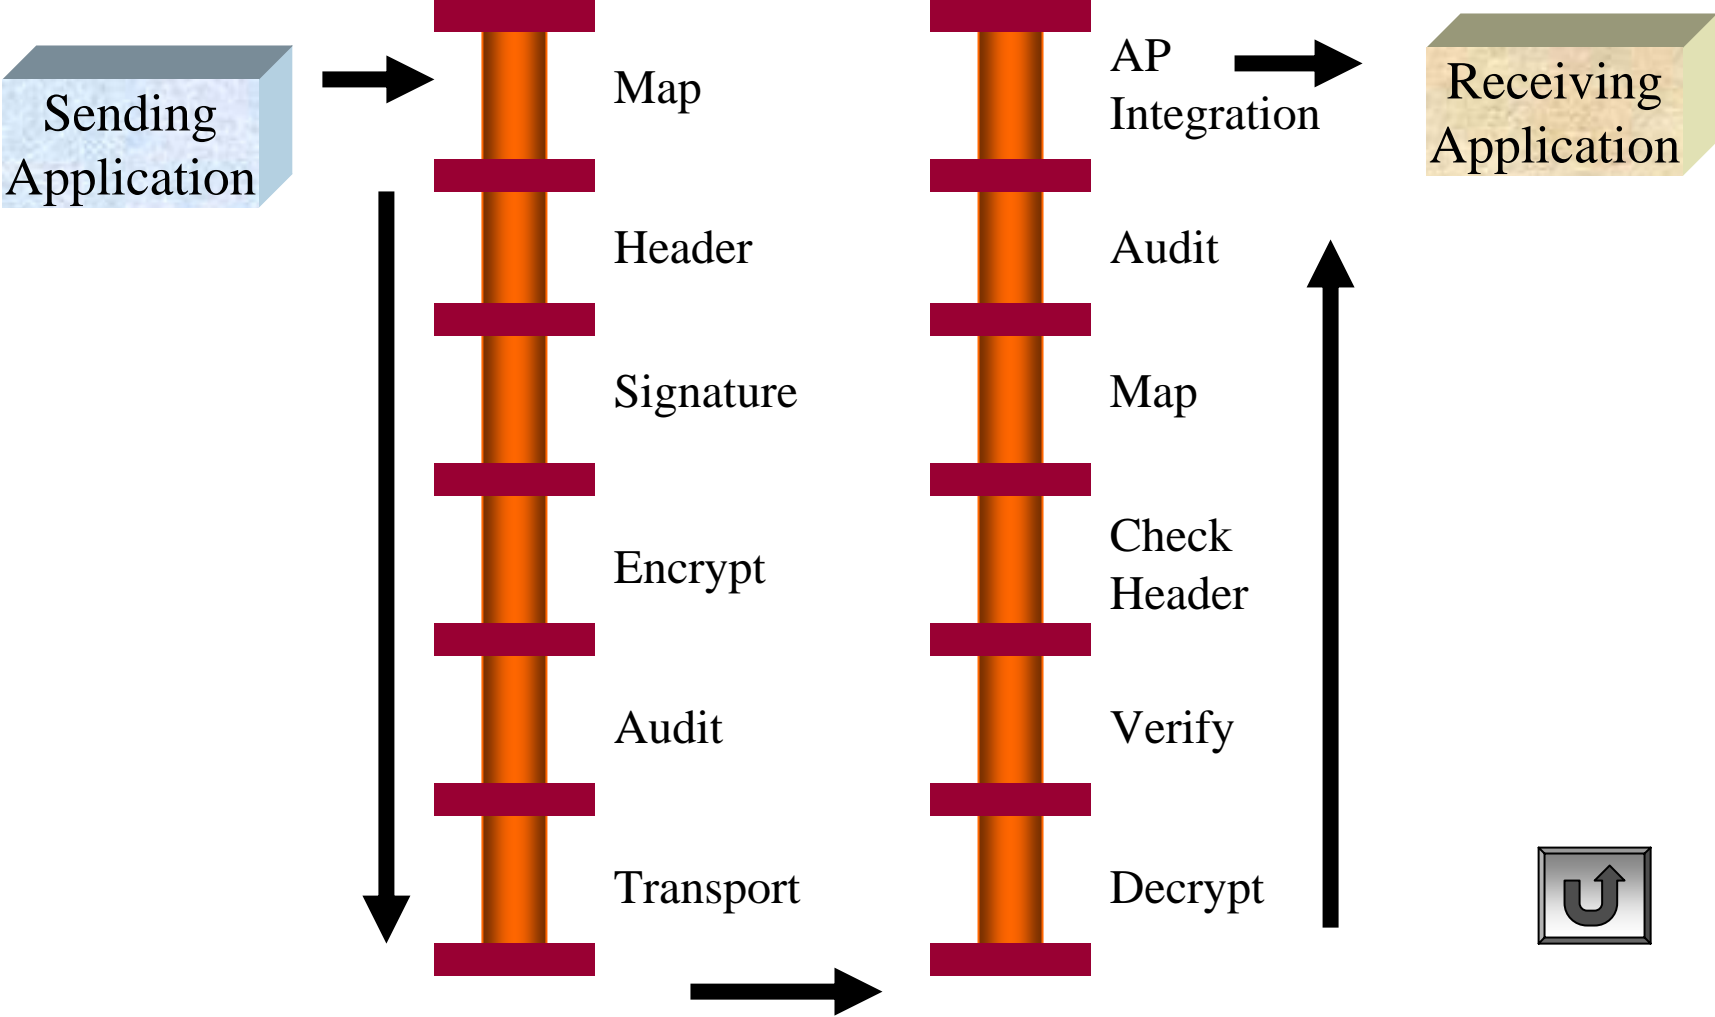 Sending
Application
Map
Header
Signature
Encrypt
Audit
Transport
AP
Integration
Audit
Map
Check
Header
Verify
Decrypt
Receiving
Application